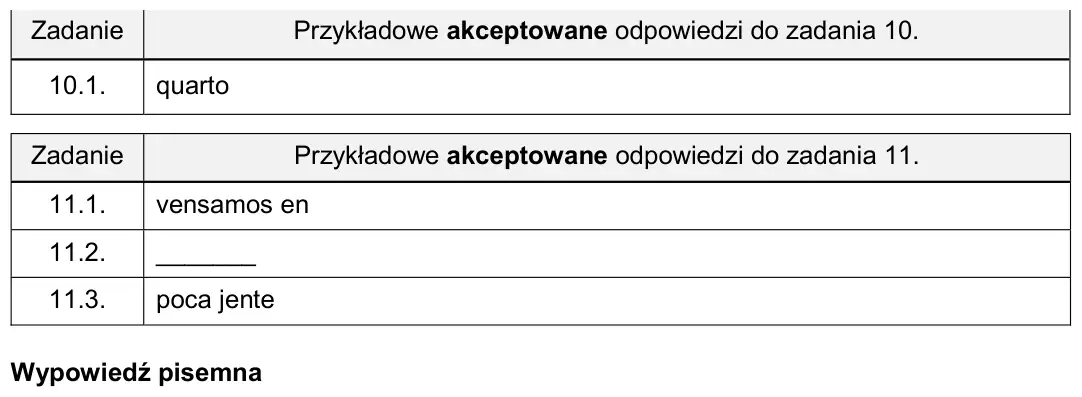 Zadanie Przykładowe akceptowane odpowiedzi do zadania 10.
10.1. quarto
Zadanie Przykładowe akceptowane odpowiedzi do zadania 11.
11.1. vensamos en
11.2. _______
11.3. poca jente
Wypowiedź pisemna